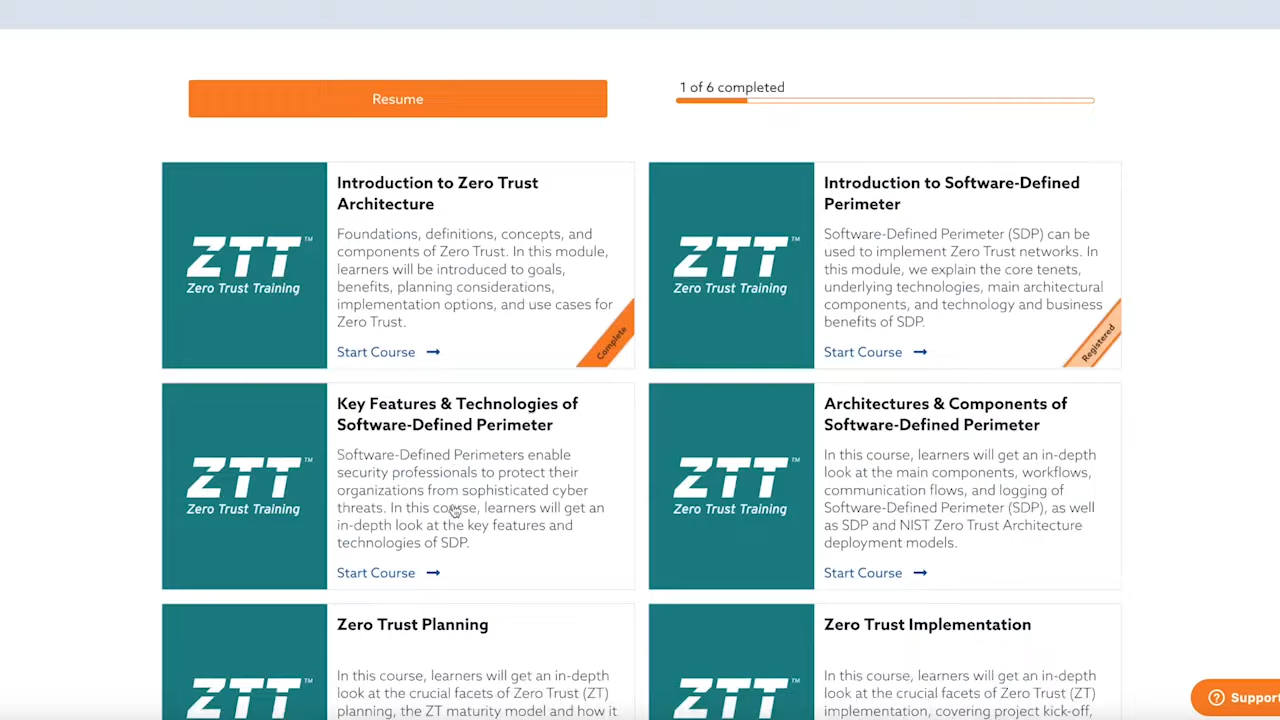 Resume
1 of 6 completed
ZTT™
Zero Trust Training
Introduction to Zero Trust
Architecture
Foundations, definitions, concepts, and
components of Zero Trust. In this module,
learners will be introduced to goals,
benefits, planning considerations,
implementation options, and use cases for
Zero Trust.
Start Course
Complete
ZTT™
Zero Trust Training
Introduction to Software-Defined
Perimeter
Software-Defined Perimeter (SDP) can be
used to implement Zero Trust networks. In
this module, we explain the core tenets,
underlying technologies, main architectural
components, and technology and business
benefits of SDP.
Start Course
Registered
ZTT™
Zero Trust Training
Key Features & Technologies of
Software-Defined Perimeter
Software-Defined Perimeters enable
security professionals to protect their
organizations from sophisticated cyber
threats. In this course, learners will get an
in-depth look at the key features and
technologies of SDP.
Start Course
ZTT™
Zero Trust Training
Architectures & Components of
Software-Defined Perimeter
In this course, learners will get an in-depth
look at the main components, workflows,
communication flows, and logging of
Software-Defined Perimeter (SDP), as well
as SDP and NIST Zero Trust Architecture
deployment models.
Start Course
ZTT™
Zero Trust Planning
In this course, learners will get an in-depth
look at the crucial facets of Zero Trust (ZT)
planning, the ZT maturity model and how it
ZTT™
Zero Trust Implementation
In this course, learners will get an in-depth
look at the crucial facets of Zero Trust (ZT)
implementation, covering project kick-off,
Support